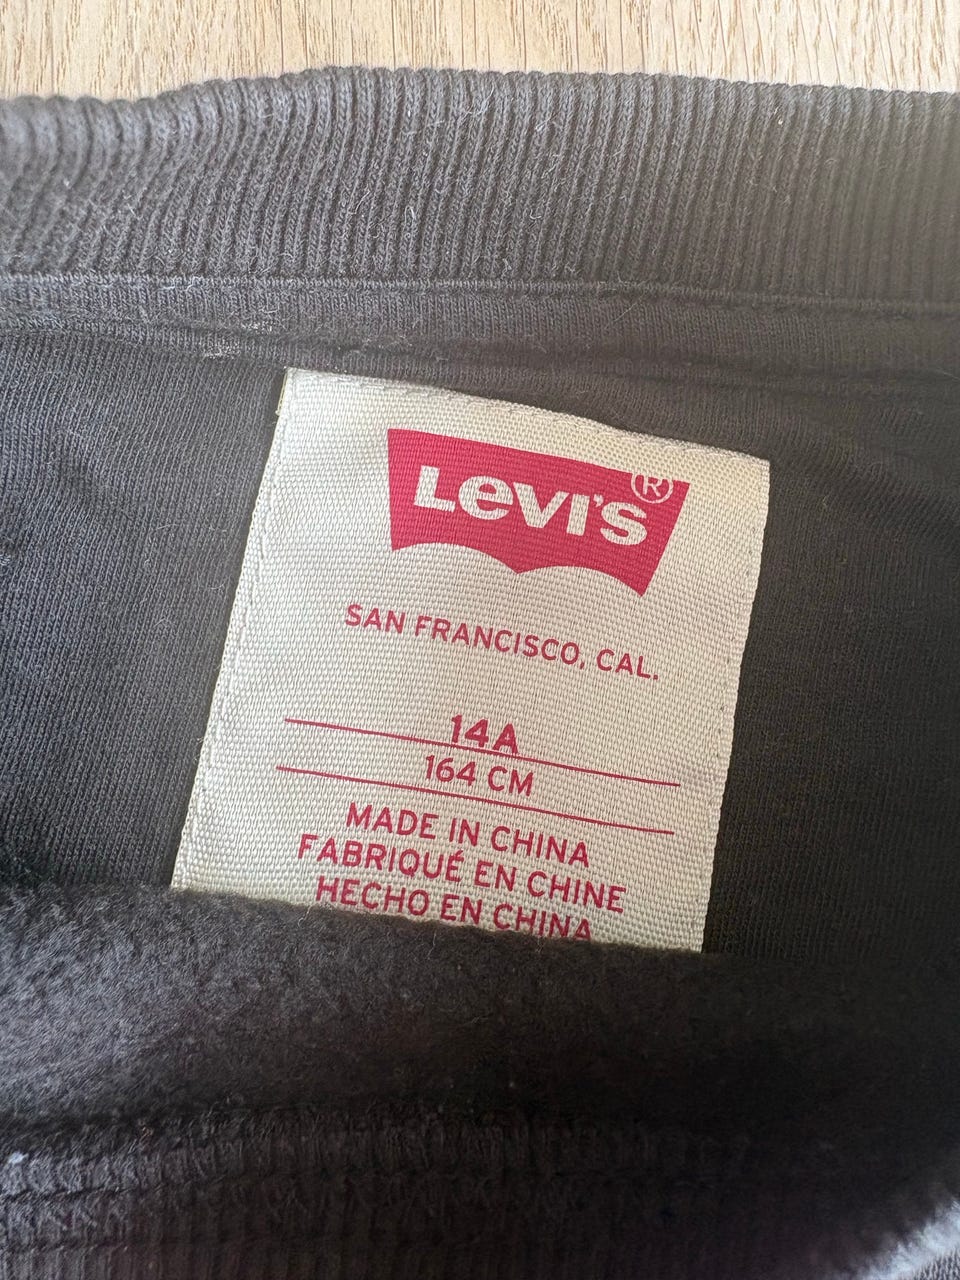 Levi's®
SAN FRANCISCO, CAL.
14A
164 CM
MADE IN CHINA
FABRIQUÉ EN CHINE
HECHO EN CHINA